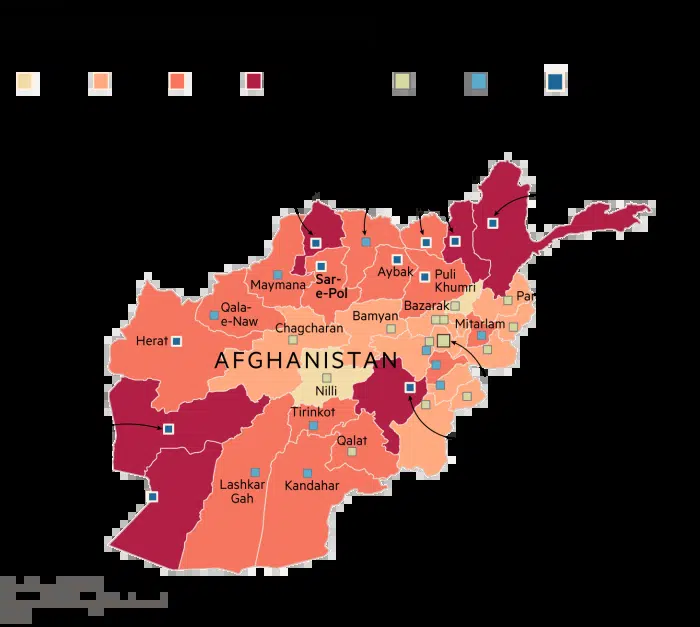 Maymana
Sar-
e-Pol
Aybak
Puli
Khumri
Bazarak
Qala-
e-Naw
Chagcharan
Bamyan
Mitarlam
Herat
AFGHANISTAN
Nilli
Tirinkot
Qalat
Lashkar
Gah
Kandahar